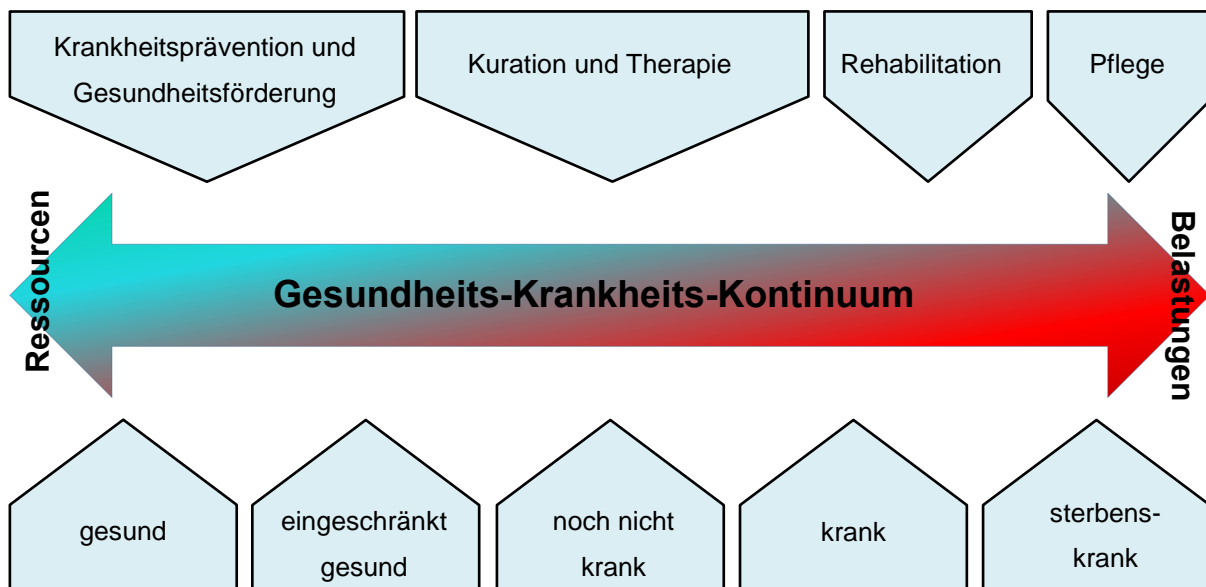 Krankheitsprävention und
Gesundheitsförderung
Kuration und Therapie
Rehabilitation
Pflege
Ressourcen
Gesundheits-Krankheits-Kontinuum
Belastungen
gesund
eingeschränkt
gesund
noch nicht
krank
krank
sterbens-
krank